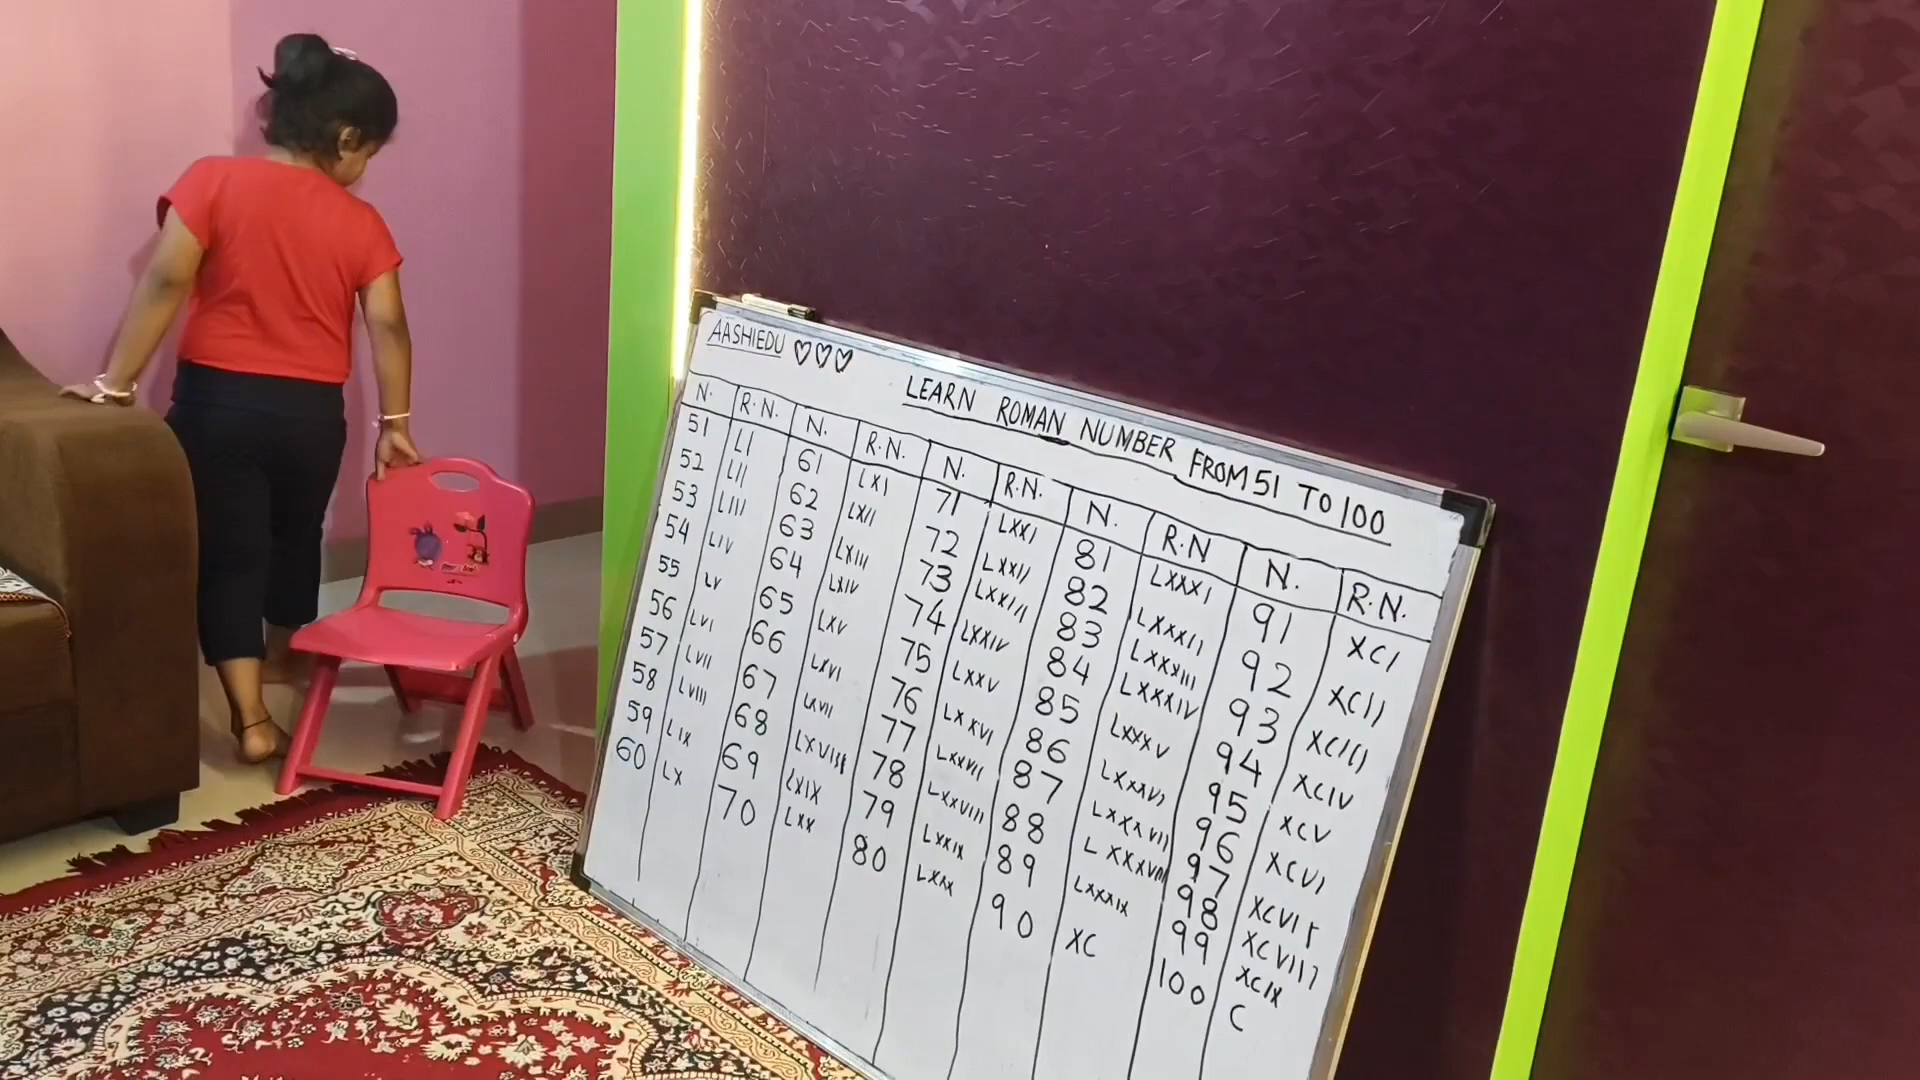 AASHIEDU ♡♡♡
LEARN ROMAN NUMBER FROM 51 TO 100
N. R.N. N. R.N. N. R.N. N. R.N N. R.N.
51 LI 61 LXI 71 LXXI 81 LXXXI 91 XCI
52 LII 62 LXII 72 LXXII 82 LXXXII 92 XCII
53 LIII 63 LXIII 73 LXXIII 83 LXXXIII 93 XCIII
54 LIV 64 LXIV 74 LXXIV 84 LXXXIV 94 XCIV
55 LV 65 LXV 75 LXXV 85 LXXXV 95 XCV
56 LVI 66 LXVI 76 LXXVI 86 LXXXVI 96 XCVI
57 LVII 67 LXVII 77 LXXVII 87 LXXXVII 97 XCVII
58 LVIII 68 LXVIII 78 LXXVIII 88 LXXXVIII 98 XCVIII
59 LIX 69 LXIX 79 LXXIX 89 LXXXIX 99 XCIX
60 LX 70 LXX 80 LXXX 90 XC 100 C